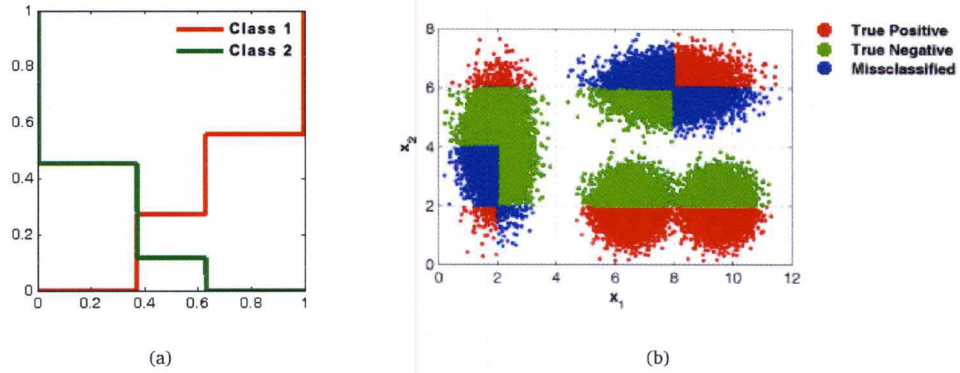 Class 1
Class 2
1
0.8
0.6
0.4
0.2
0
0 0.2 0.4 0.6 0.8 1
(a)
True Positive
True Negative
Missclassified
8
6
4
2
0
x2
0 2 4 6 8 10 12
x1
(b)